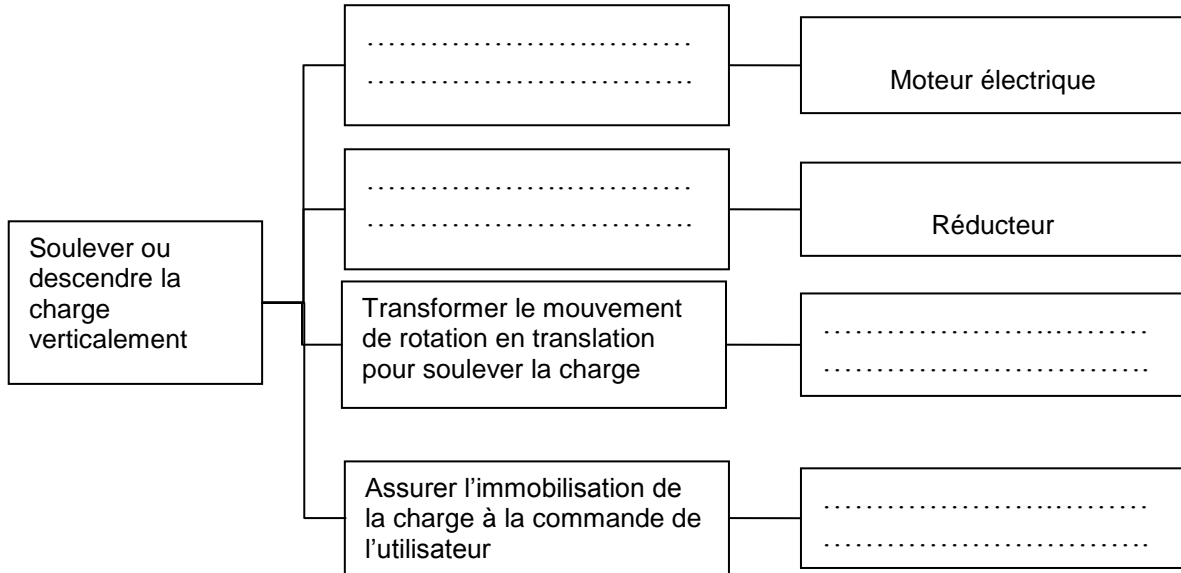 ……………………………
……………………………
Moteur électrique
……………………………
……………………………
Réducteur
Soulever ou
descendre la
charge
verticalement
Transformer le mouvement
de rotation en translation
pour soulever la charge
……………………………
……………………………
Assurer l’immobilisation de
la charge à la commande de
l’utilisateur
……………………………
……………………………